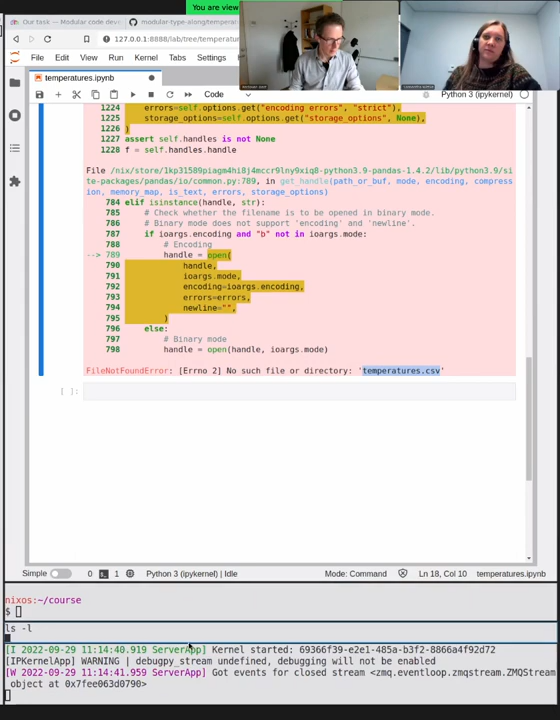 You are view
Our task — Modular code dev
modular-type-along/tempera
127.0.0.1:8888/lab/tree/temperatur
File Edit View Run Kernel Tabs Settings
temperatures.ipynb
Code
Python 3 (ipykernel)
1224 errors=self.options.get("encoding_errors", "strict"),
1225 storage_options=self.options.get("storage_options", None),
1226 )
1227 assert self.handles is not None
1228 f = self.handles.handle
File /nix/store/1kp31589piagm4hi8j4mccr9lny9xiq8-python3.9-pandas-1.4.2/lib/python3.9/si
te-packages/pandas/io/common.py:789, in get_handle(path_or_buf, mode, encoding, compress
ion, memory_map, is_text, errors, storage_options)
784 elif isinstance(handle, str):
785 # Check whether the filename is to be opened in binary mode.
786 # Binary mode does not support 'encoding' and 'newline'.
787 if ioargs.encoding and "b" not in ioargs.mode:
788 # Encoding
--> 789 handle = open(
790 handle,
791 ioargs.mode,
792 encoding=ioargs.encoding,
793 errors=errors,
794 newline="",
795 )
796 else:
797 # Binary mode
798 handle = open(handle, ioargs.mode)
FileNotFoundError: [Errno 2] No such file or directory: 'temperatures.csv'
[ ]:
Simple 0 1 Python 3 (ipykernel) | Idle Mode: Command Ln 18, Col 10 temperatures.ipynb
nixos:~/course
$
ls -l
[I 2022-09-29 11:14:40.919 ServerApp] Kernel started: 69366f39-e2e1-485a-b3f2-8866a4f92d72
[IPKernelApp] WARNING | debugpy_stream undefined, debugging will not be enabled
[W 2022-09-29 11:14:41.959 ServerApp] Got events for closed stream <zmq.eventloop.zmqstream.ZMQStream
object at 0x7fee063d0790>